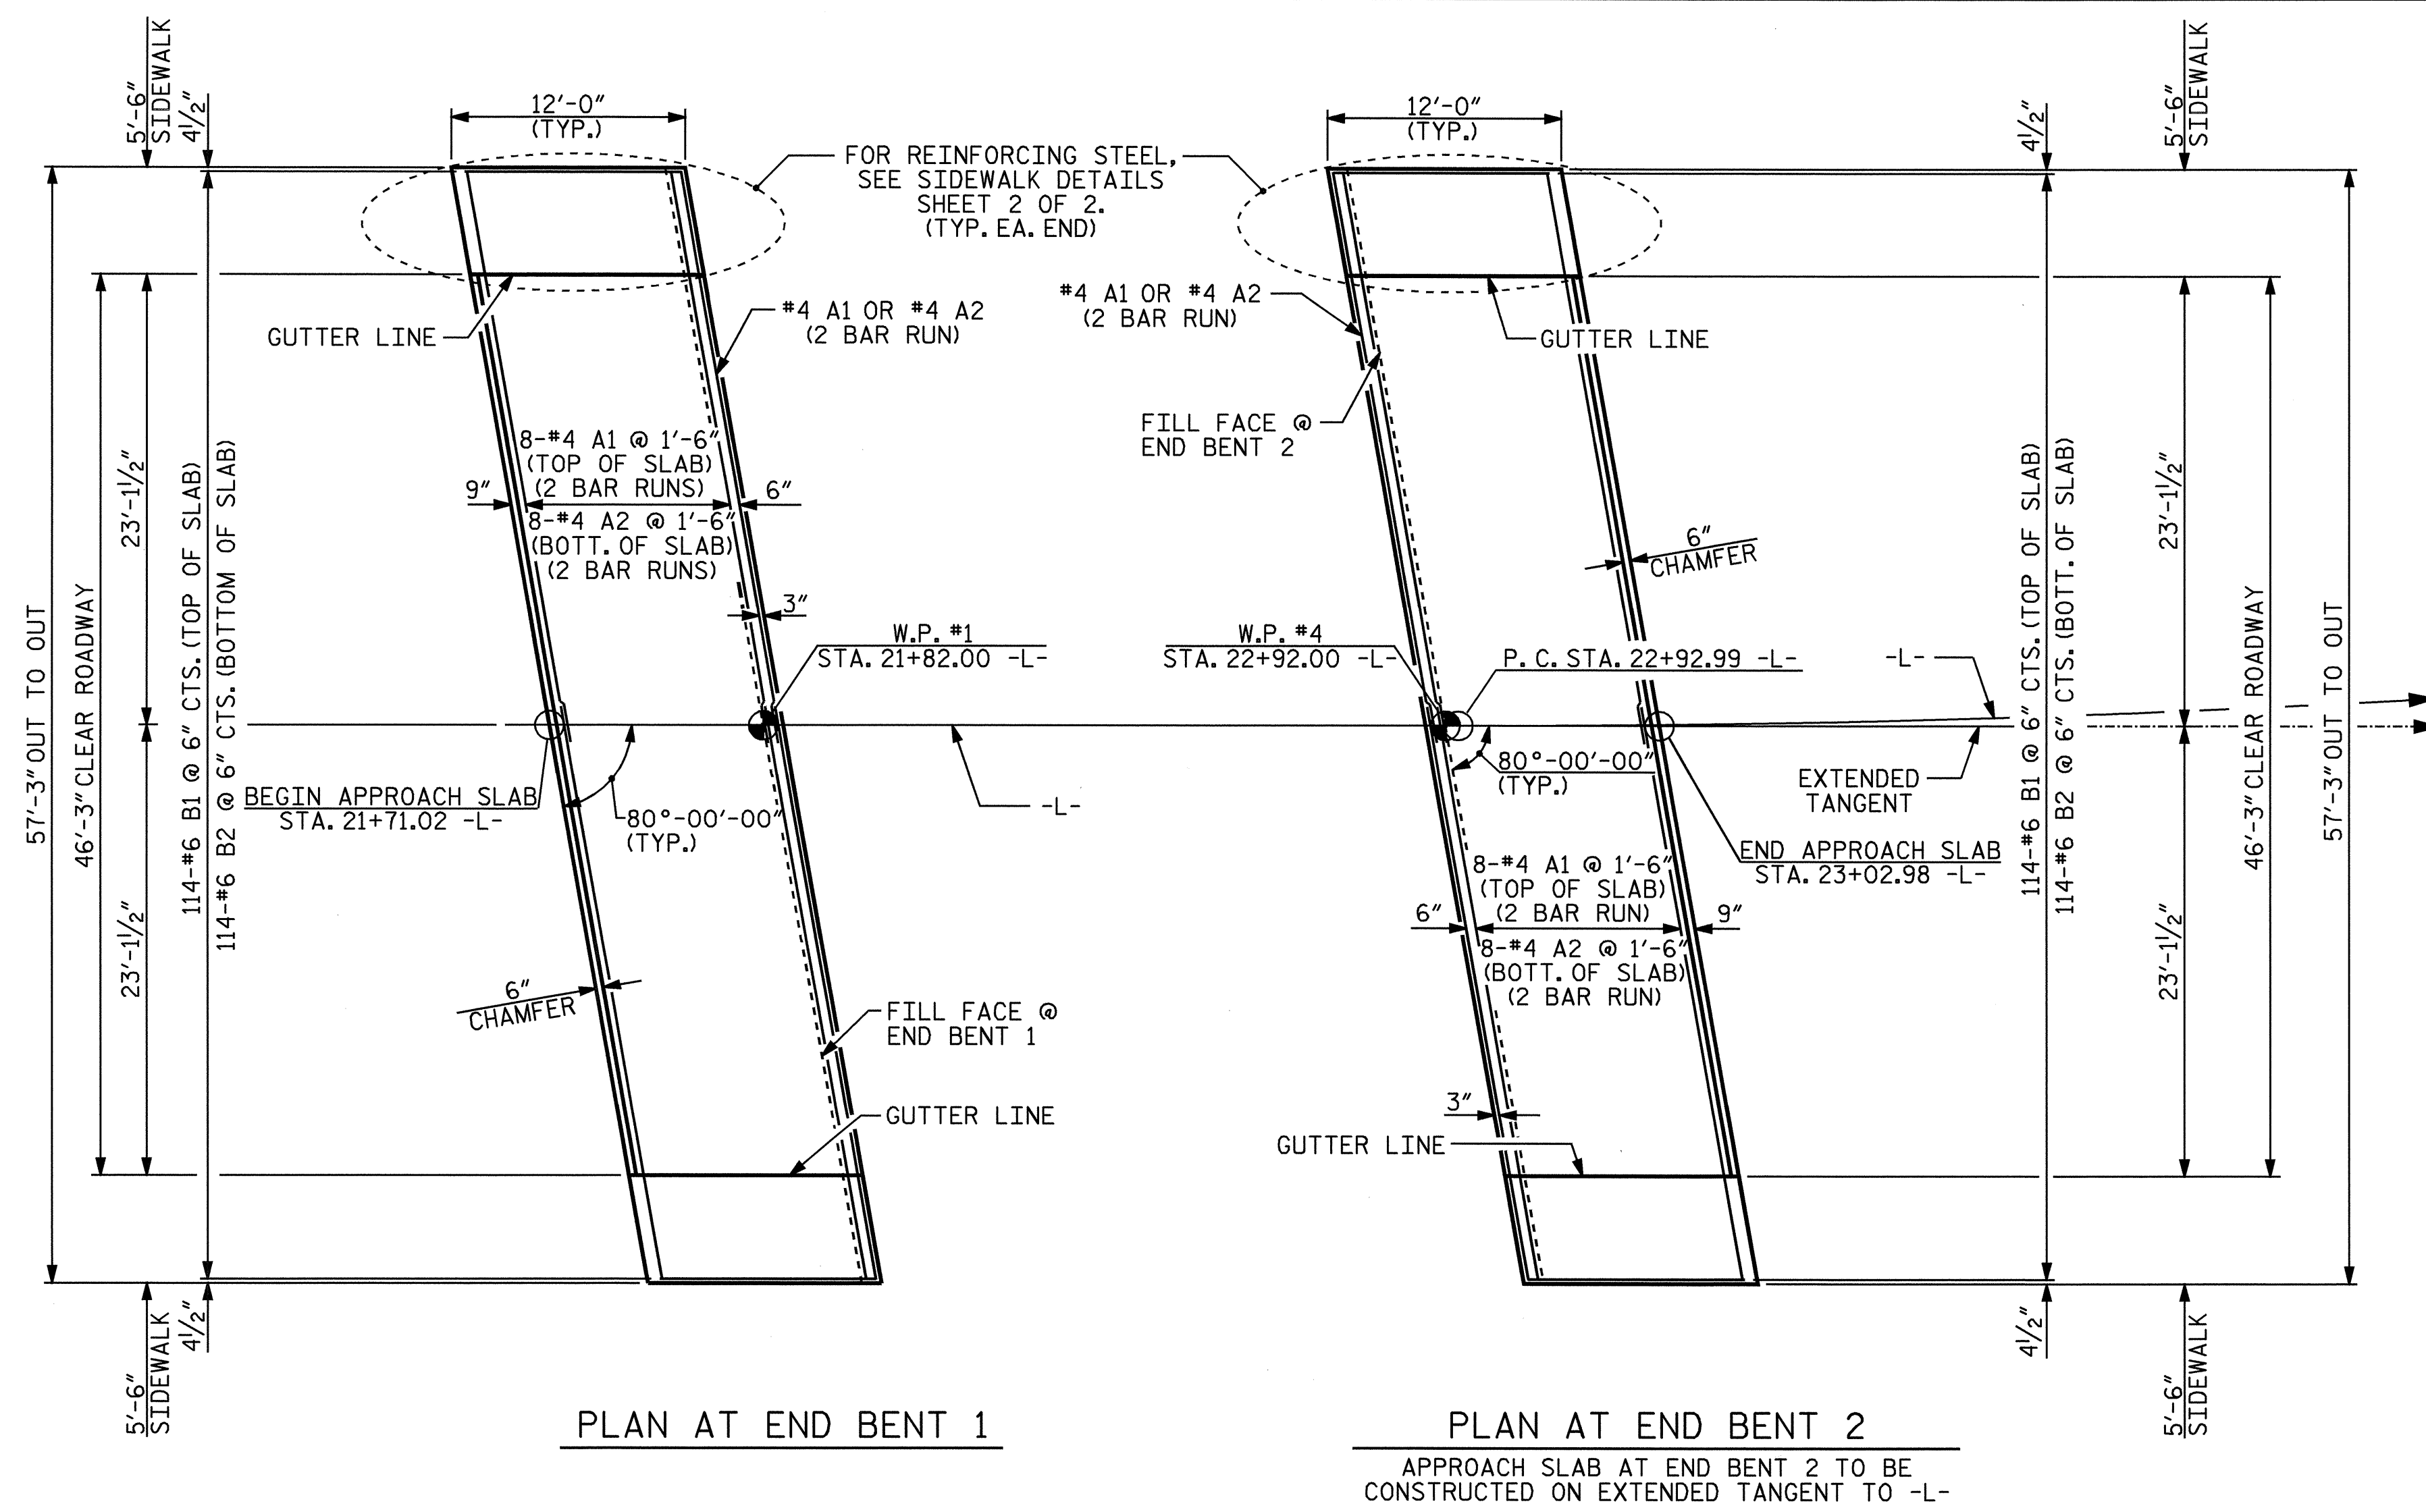 5'-6"
SIDEWALK
4½"
12'-0"
(TYP.)
FOR REINFORCING STEEL,
SEE SIDEWALK DETAILS
SHEET 2 OF 2.
(TYP. EA. END)
12'-0"
(TYP.)
4½"
5'-6"
SIDEWALK
GUTTER LINE
#4 A1 OR #4 A2
(2 BAR RUN)
#4 A1 OR #4 A2
(2 BAR RUN)
GUTTER LINE
FILL FACE @
END BENT 2
57'-3" OUT TO OUT
46'-3" CLEAR ROADWAY
23'-1½"
23'-1½"
114-#6 B1 @ 6" CTS. (TOP OF SLAB)
114-#6 B2 @ 6" CTS. (BOTTOM OF SLAB)
8-#4 A1 @ 1'-6"
(TOP OF SLAB)
(2 BAR RUNS)
9"
6"
8-#4 A2 @ 1'-6"
(BOTT. OF SLAB)
(2 BAR RUNS)
3"
W.P. #1
STA. 21+82.00 -L-
W.P. #4
STA. 22+92.00 -L-
P.C. STA. 22+92.99 -L-
-L-
6"
CHAMFER
BEGIN APPROACH SLAB
STA. 21+71.02 -L-
80°-00'-00"
(TYP.)
-L-
80°-00'-00"
(TYP.)
EXTENDED
TANGENT
END APPROACH SLAB
STA. 23+02.98 -L-
8-#4 A1 @ 1'-6"
(TOP OF SLAB)
(2 BAR RUN)
6"
9"
8-#4 A2 @ 1'-6"
(BOTT. OF SLAB)
(2 BAR RUN)
114-#6 B1 @ 6" CTS. (TOP OF SLAB)
114-#6 B2 @ 6" CTS. (BOTT. OF SLAB)
23'-1½"
23'-1½"
46'-3" CLEAR ROADWAY
57'-3" OUT TO OUT
6"
CHAMFER
FILL FACE @
END BENT 1
GUTTER LINE
3"
GUTTER LINE
4½"
5'-6"
SIDEWALK
4½"
5'-6"
SIDEWALK
PLAN AT END BENT 1
PLAN AT END BENT 2
APPROACH SLAB AT END BENT 2 TO BE
CONSTRUCTED ON EXTENDED TANGENT TO -L-